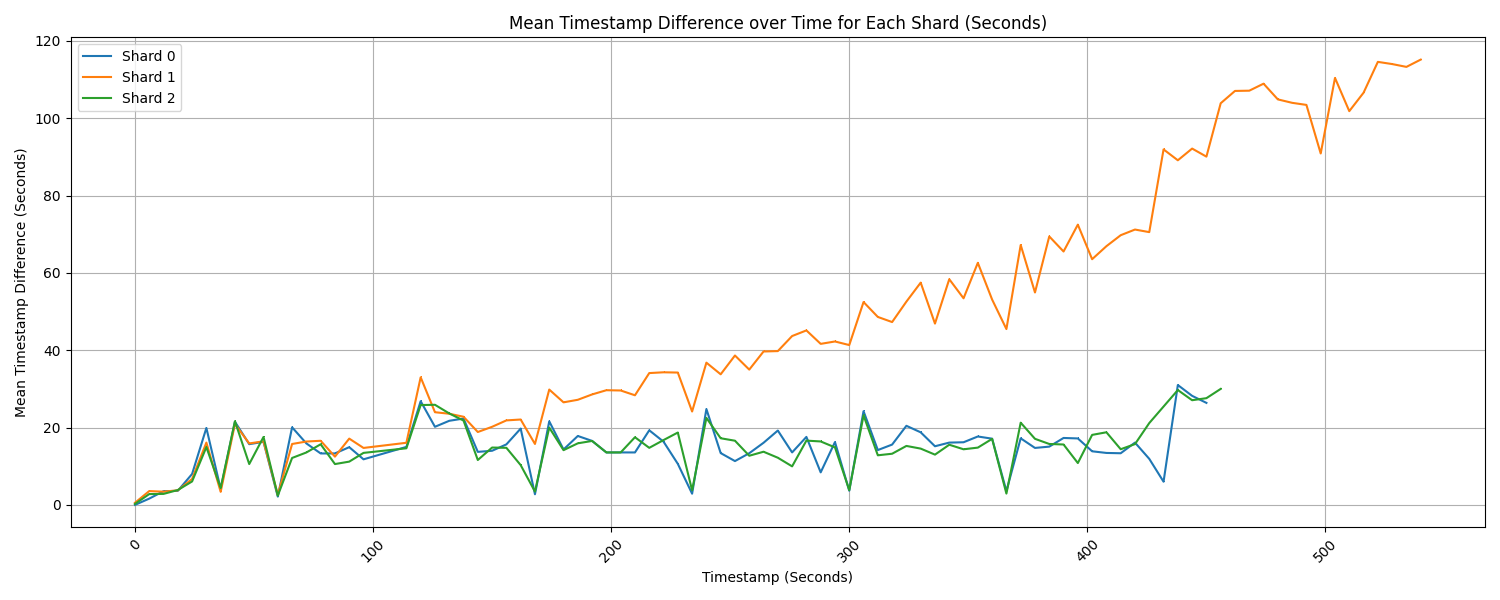 Mean Timestamp Difference over Time for Each Shard (Seconds)
Shard 0
Shard 1
Shard 2
Mean Timestamp Difference (Seconds)
120
100
80
60
40
20
0
0
100
200
300
400
500
Timestamp (Seconds)